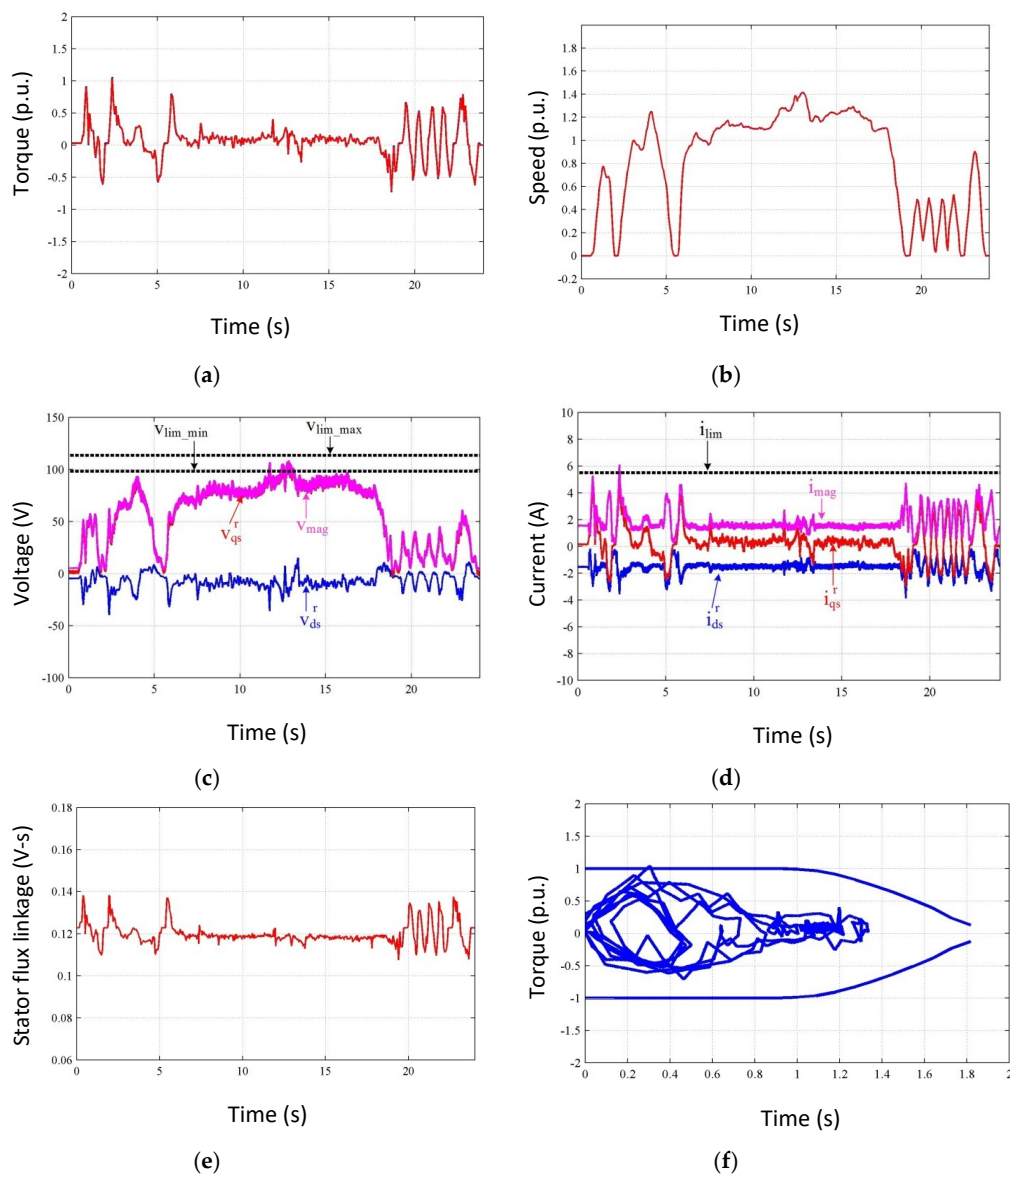 2
1.5
1
0.5
0
-0.5
-1
-1.5
-2
0 5 10 15 20
Torque (p.u.)
Time (s)
(a)
1.8
1.6
1.4
1.2
1
0.8
0.6
0.4
0.2
0
-0.2
0 5 10 15 20
Speed (p.u.)
Time (s)
(b)
150
100
50
0
-50
-100
0 5 10 15 20
Voltage (V)
vlim_min
vlim_max
vqs r
vmag
vds r
Time (s)
(c)
10
8
6
4
2
0
-2
-4
-6
-8
-10
0 5 10 15 20
Current (A)
ilim
imag
iqs r
ids r
Time (s)
(d)
0.18
0.16
0.14
0.12
0.1
0.08
0.06
0 5 10 15 20
Stator flux linkage (V-s)
Time (s)
(e)
2
1.5
1
0.5
0
-0.5
-1
-1.5
-2
0 0.2 0.4 0.6 0.8 1 1.2 1.4 1.6 1.8 2
Torque (p.u.)
Time (s)
(f)